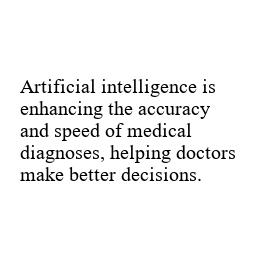 Artificial intelligence is
enhancing the accuracy
and speed of medical
diagnoses, helping doctors
make better decisions.